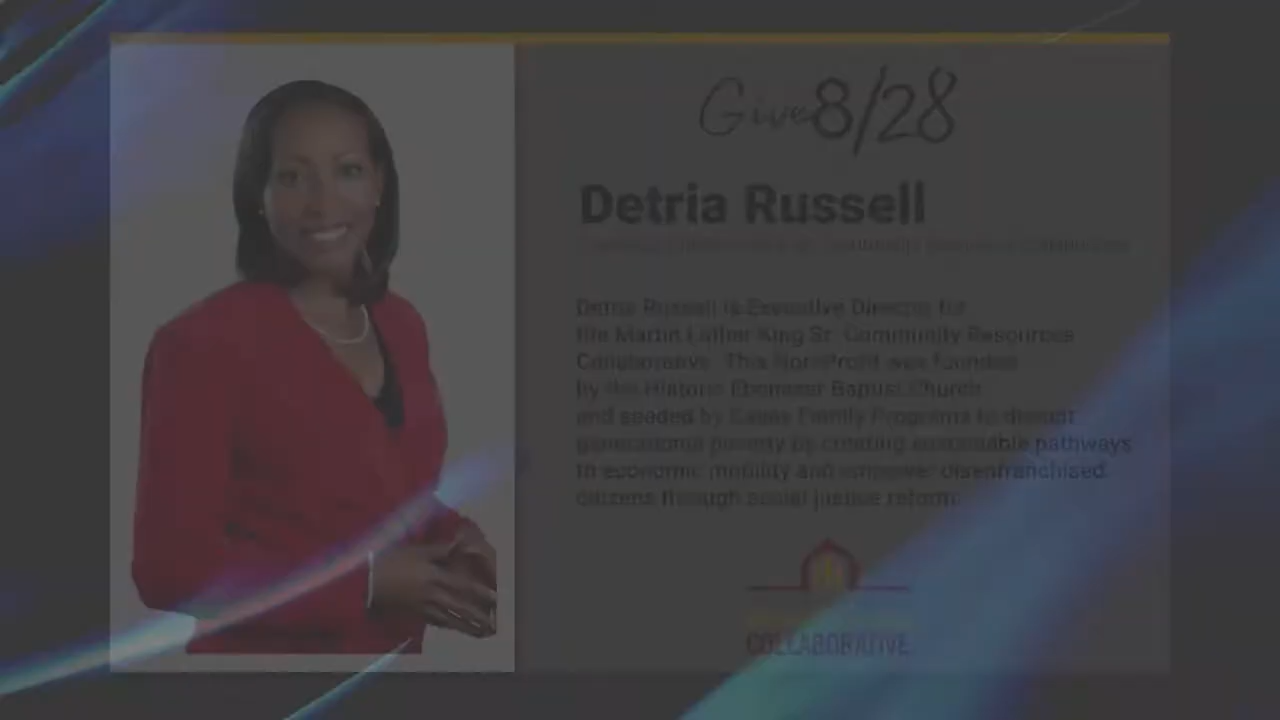 Give8/28
Detria Russell
Detria Russell is Executive Director for
the Martin Luther King Sr. Community Resources
Collaborative. This NonProfit was founded
by the Historic Ebenezer Baptist Church
and seeded by Casey Family Programs to disrupt
generational poverty by creating sustainable pathways
to economic mobility and empower disenfranchised
citizens through social justice reform.
COLLABORATIVE